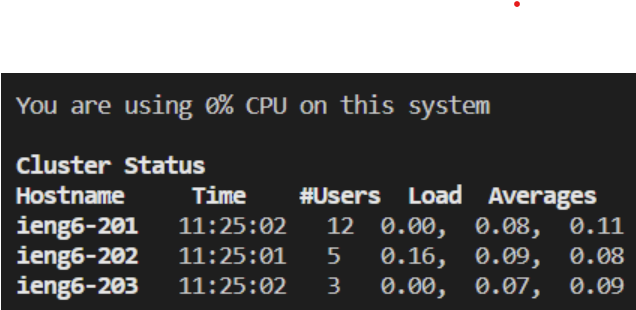 You are using 0% CPU on this system
Cluster Status
Hostname Time #Users Load Averages
ieng6-201 11:25:02 12 0.00, 0.08, 0.11
ieng6-202 11:25:01 5 0.16, 0.09, 0.08
ieng6-203 11:25:02 3 0.00, 0.07, 0.09